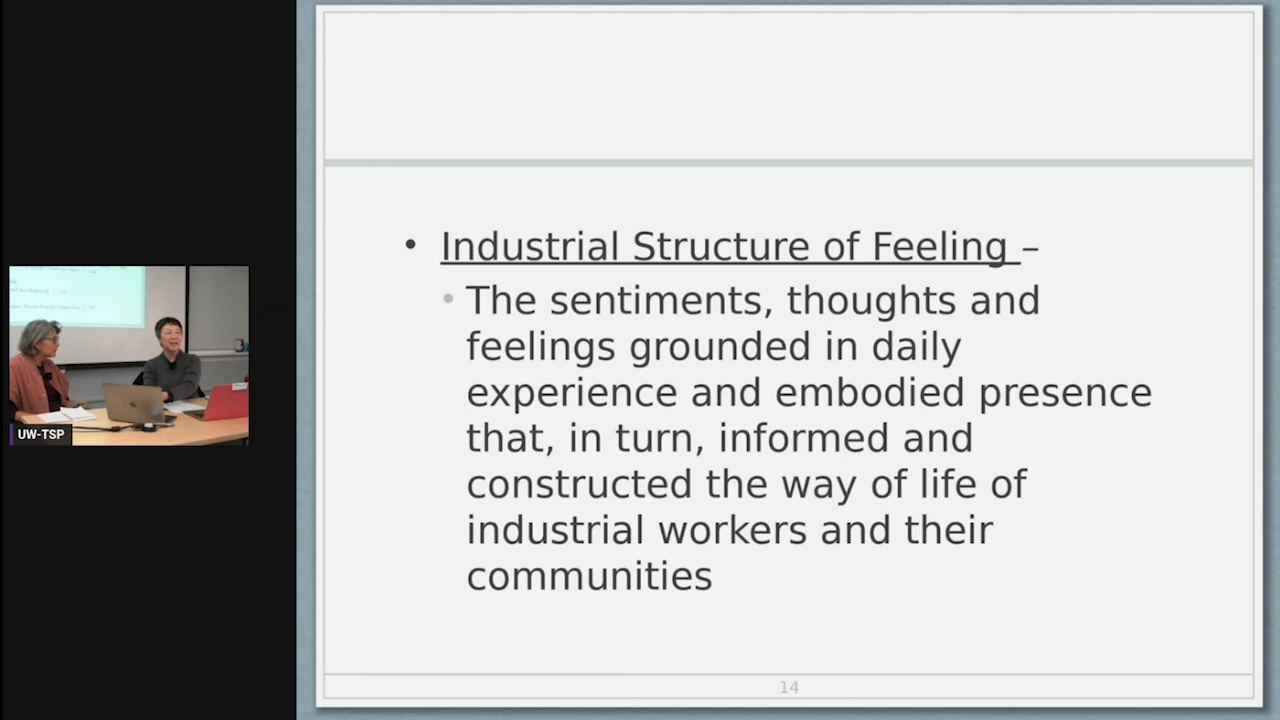 Industrial Structure of Feeling –
The sentiments, thoughts and
feelings grounded in daily
experience and embodied presence
that, in turn, informed and
constructed the way of life of
industrial workers and their
communities
14
UW-TSP